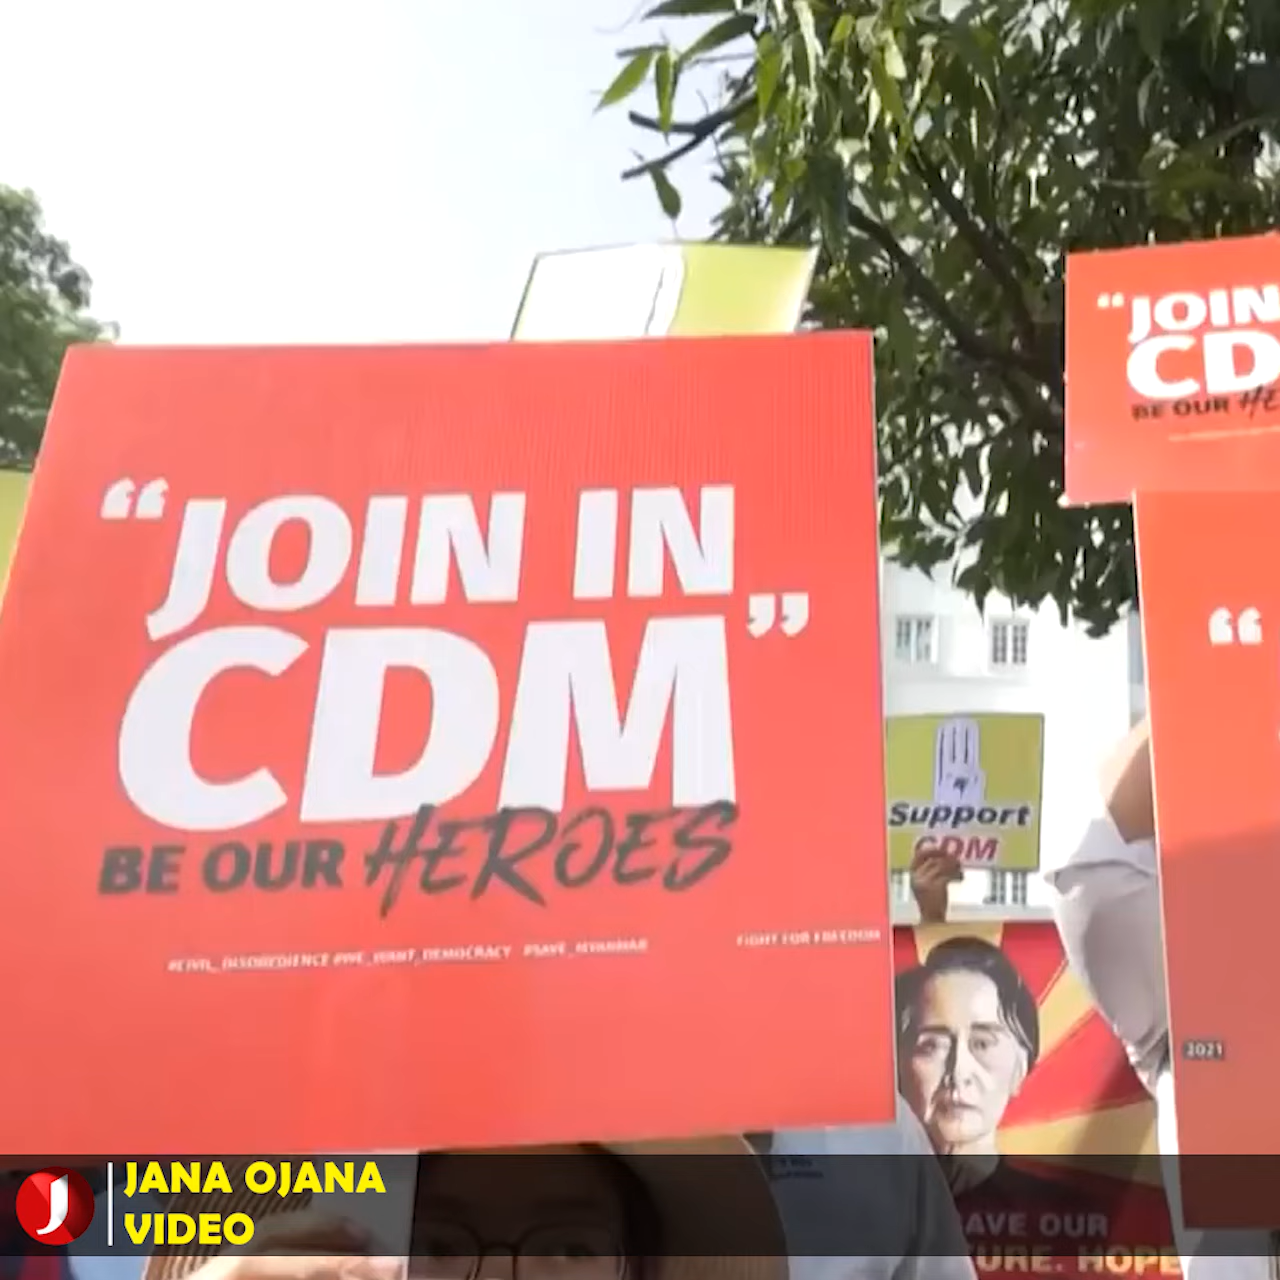 “JOIN IN
CDM”
BE OUR HEROES
#CIVIL_DISOBEDIENCE #WE_WANT_DEMOCRACY #SAVE_MYANMAR
FIGHT FOR FREEDOM
“JOIN
CD
BE OUR HE
“
Support
CDM
2021
AVE OUR
URE. HOPE
J
JANA OJANA
VIDEO